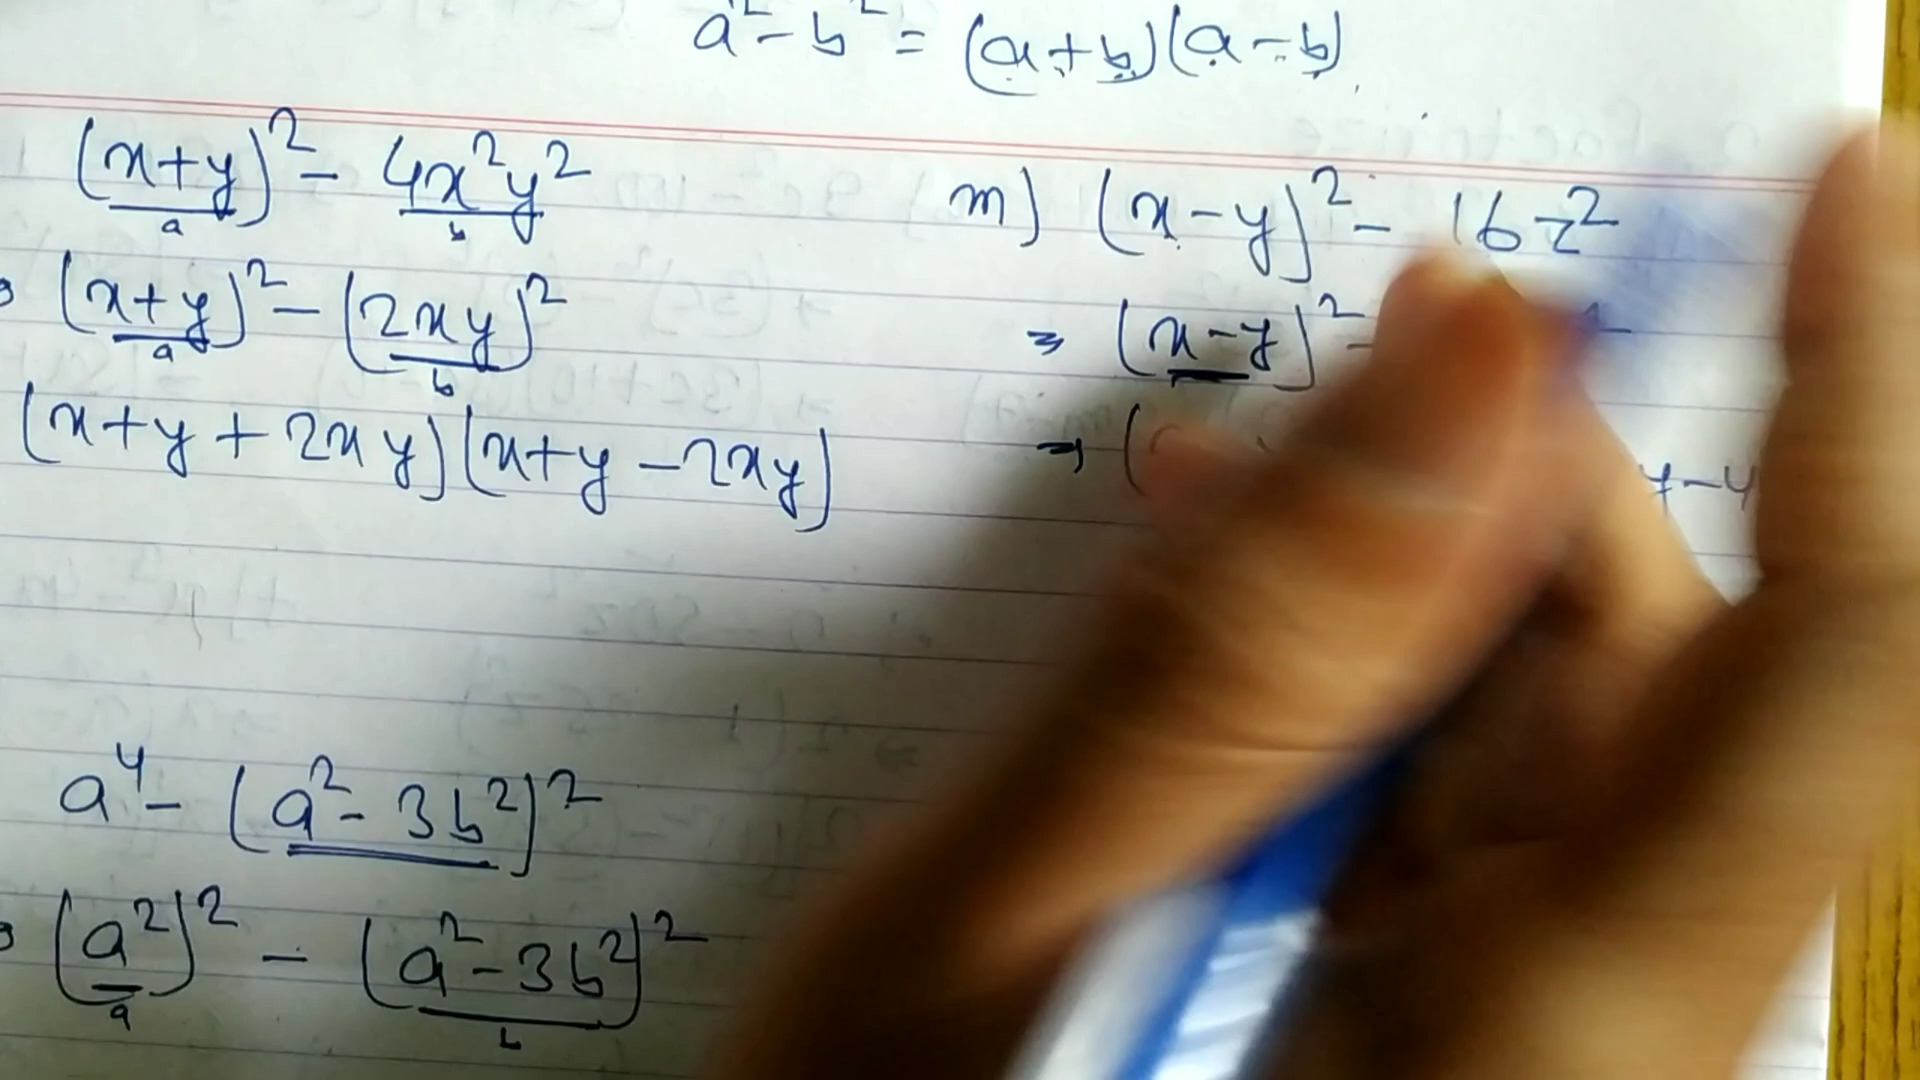 a² - b² = (a+b)(a-b)
(x+y)² - 4x²y²
a b
(x+y)² - (2xy)²
a b
(x+y+2xy)(x+y-2xy)
m) (x-y)² - 16z²
⇒ (x-y)² -
⇒ (
y-4
a⁴ - (a² - 3b²)²
(a²)² - (a² - 3b²)²
a b